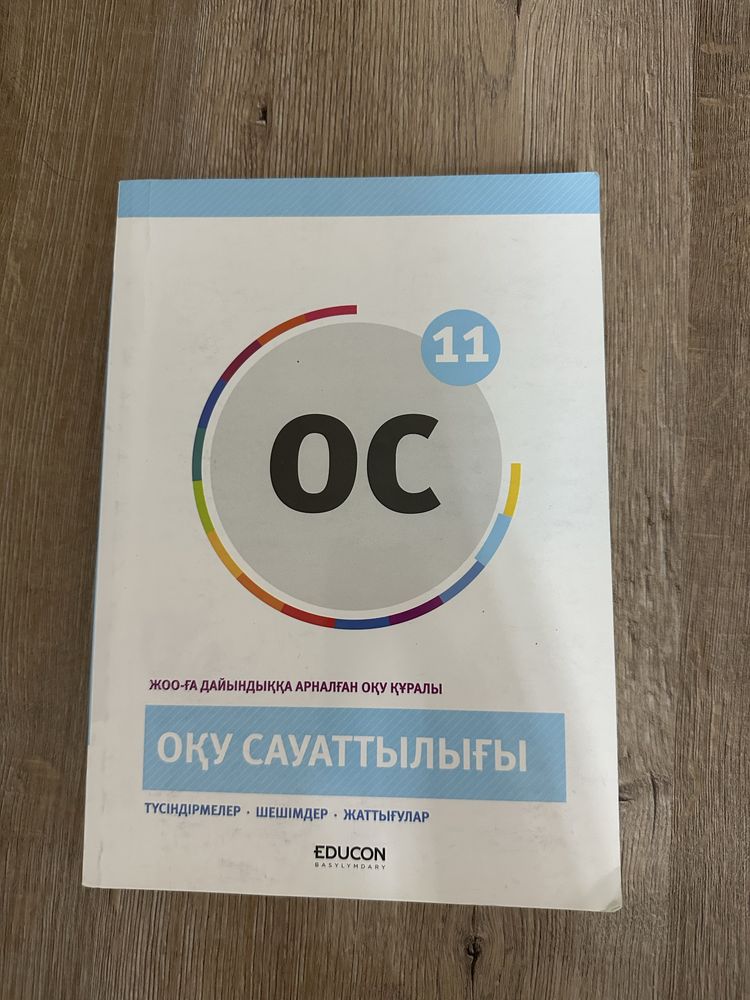 11
ОС
ЖОО-ҒА ДАЙЫНДЫҚҚА АРНАЛҒАН ОҚУ ҚҰРАЛЫ
ОҚУ САУАТТЫЛЫҒЫ
ТҮСІНДІРМЕЛЕР · ШЕШІМДЕР · ЖАТТЫҒУЛАР
EDUCON
BASYLYMDARY